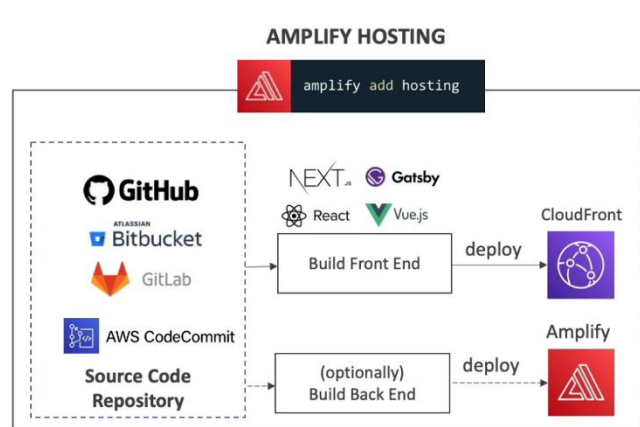 AMPLIFY HOSTING
amplify add hosting
GitHub
ATLASSIAN
Bitbucket
GitLab
AWS CodeCommit
Source Code
Repository
NEXT.JS
Gatsby
React
Vue.js
Build Front End
deploy
CloudFront
(optionally)
Build Back End
deploy
Amplify